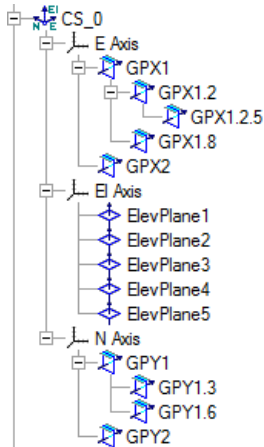 CS_0
E Axis
GPX1
GPX1.2
GPX1.2.5
GPX1.8
GPX2
El Axis
ElevPlane1
ElevPlane2
ElevPlane3
ElevPlane4
ElevPlane5
N Axis
GPY1
GPY1.3
GPY1.6
GPY2